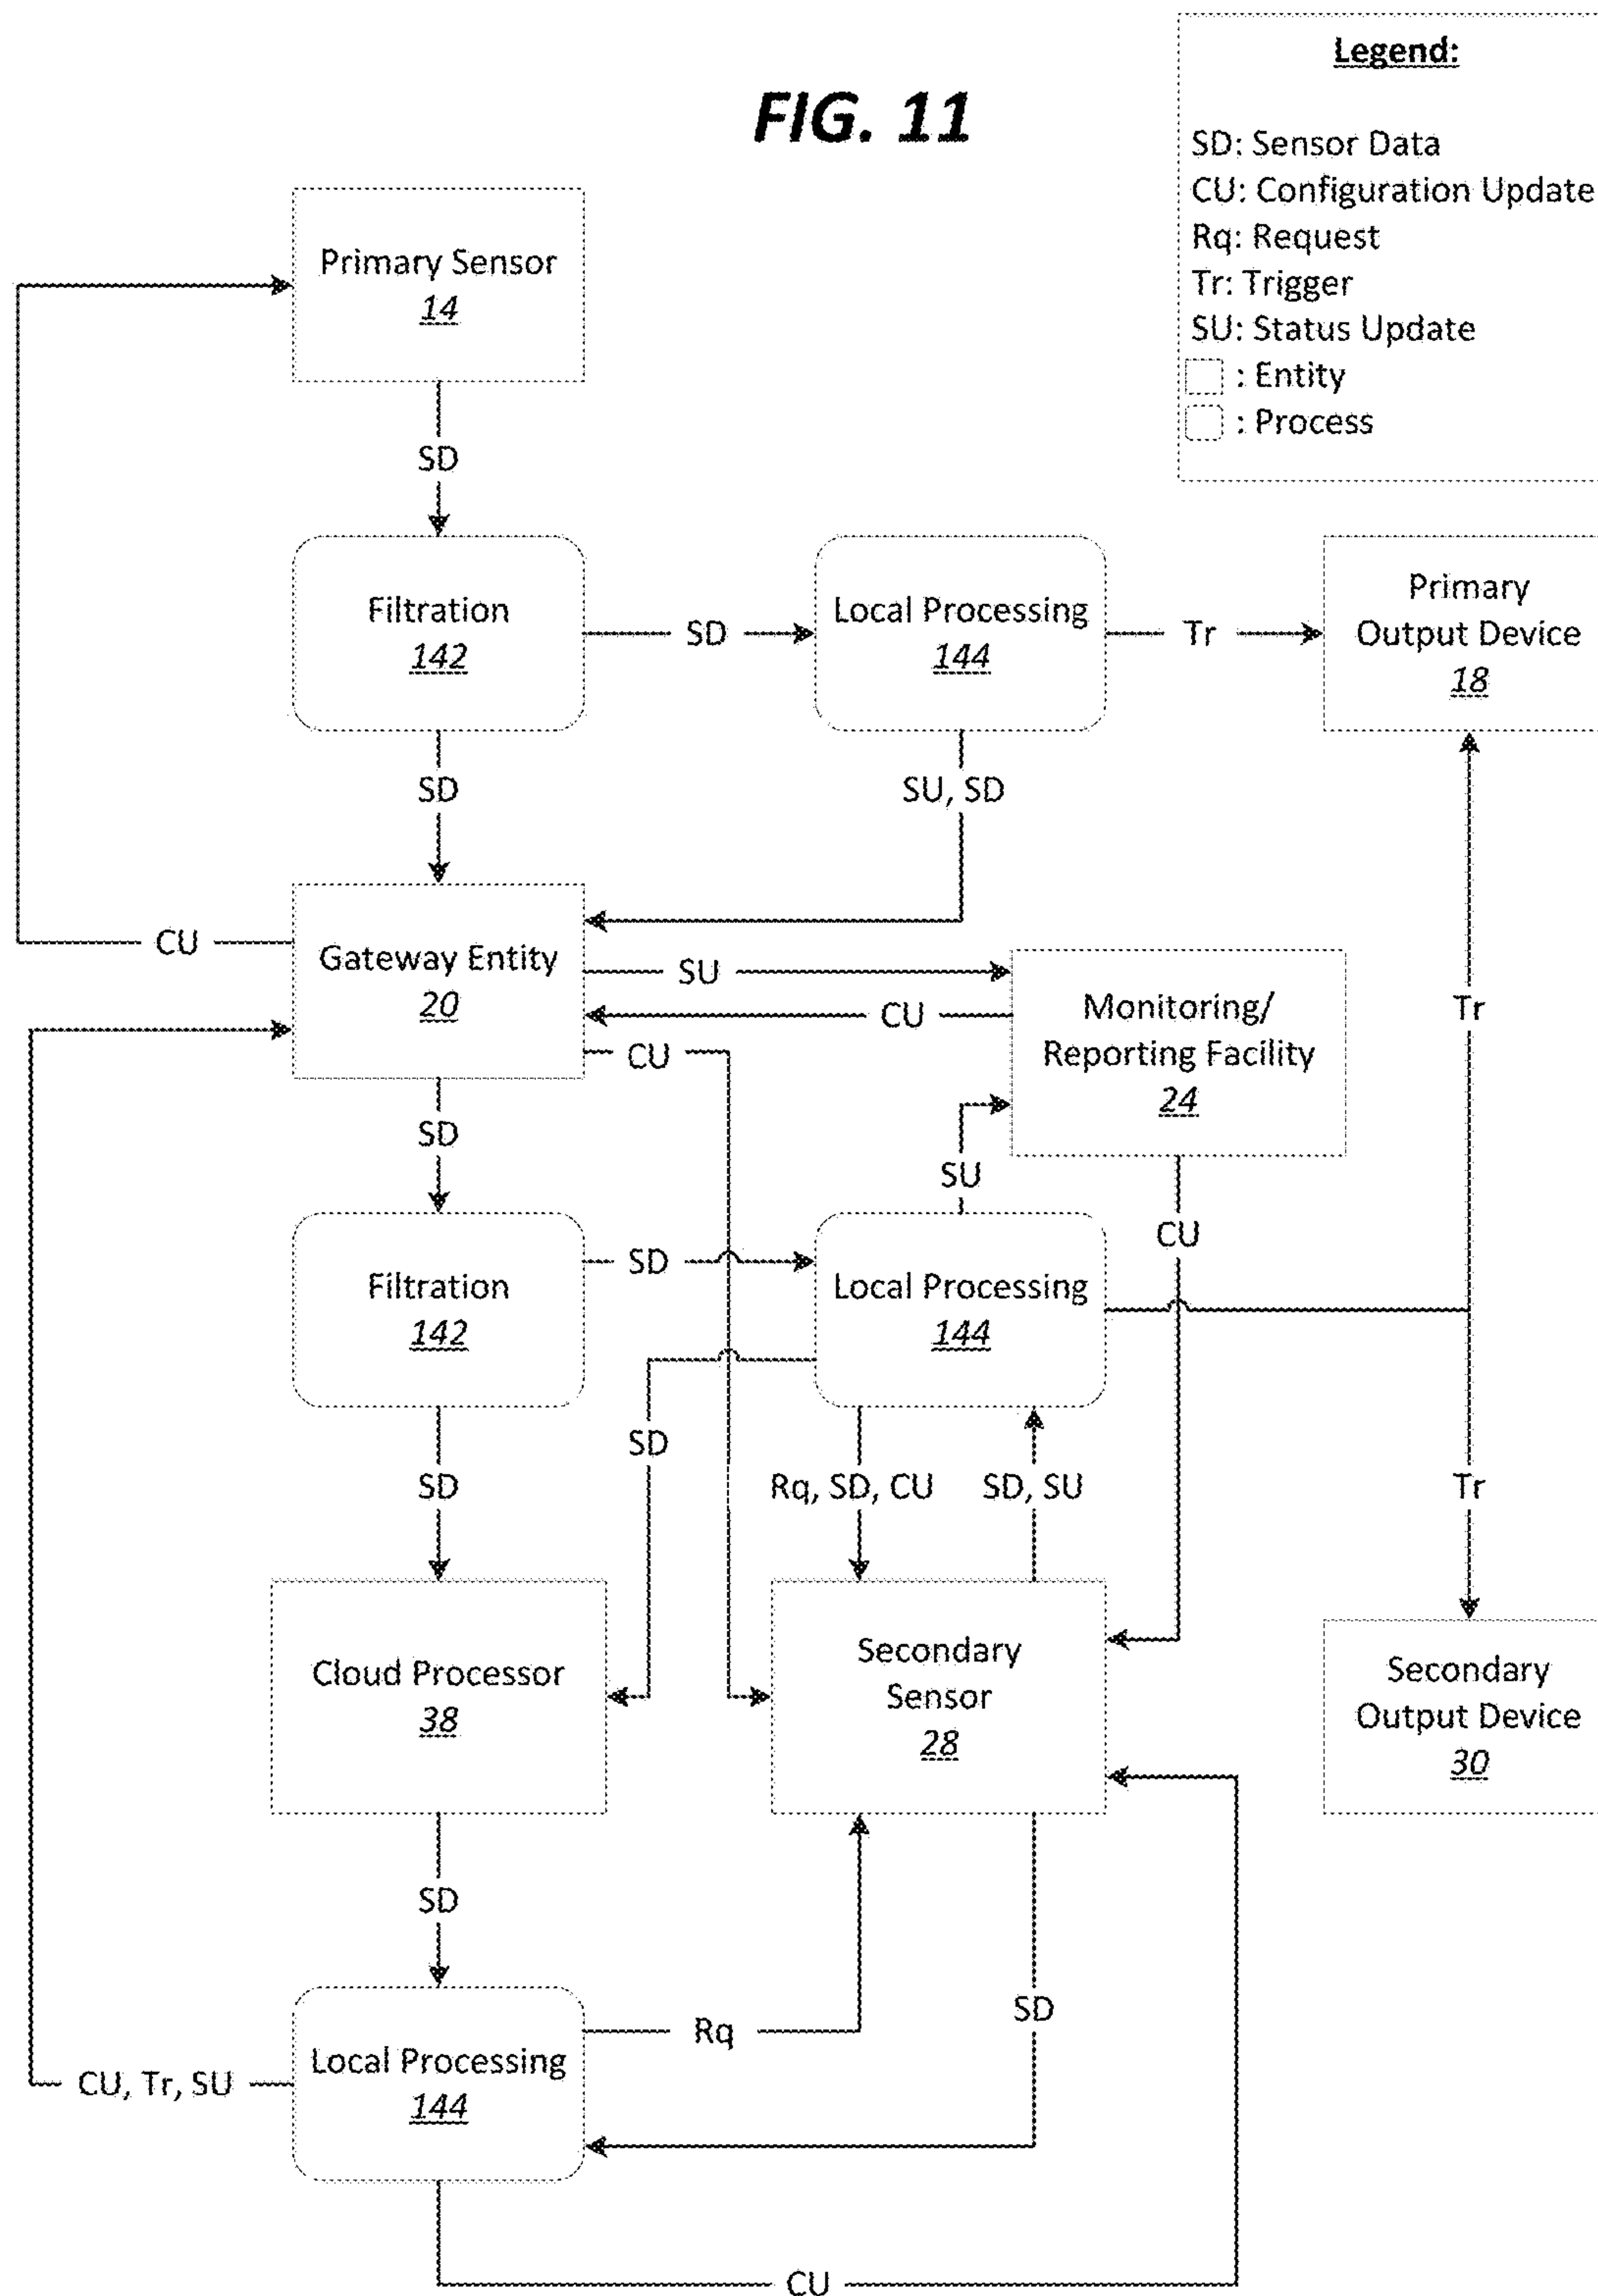 FIG. 11
Legend:
SD: Sensor Data
CU: Configuration Update
Rq: Request
Tr: Trigger
SU: Status Update
: Entity
: Process
Primary Sensor
14
SD
Filtration
142
SD
Local Processing
144
Tr
Primary
Output Device
18
SD
SU, SD
CU
Gateway Entity
20
SU
CU
CU
Monitoring/
Reporting Facility
24
Tr
SD
SU
CU
Filtration
142
SD
Local Processing
144
SD
SD
Rq, SD, CU
SD, SU
Tr
Cloud Processor
38
Secondary
Sensor
28
Secondary
Output Device
30
SD
SD
Rq
Local Processing
144
CU, Tr, SU
CU